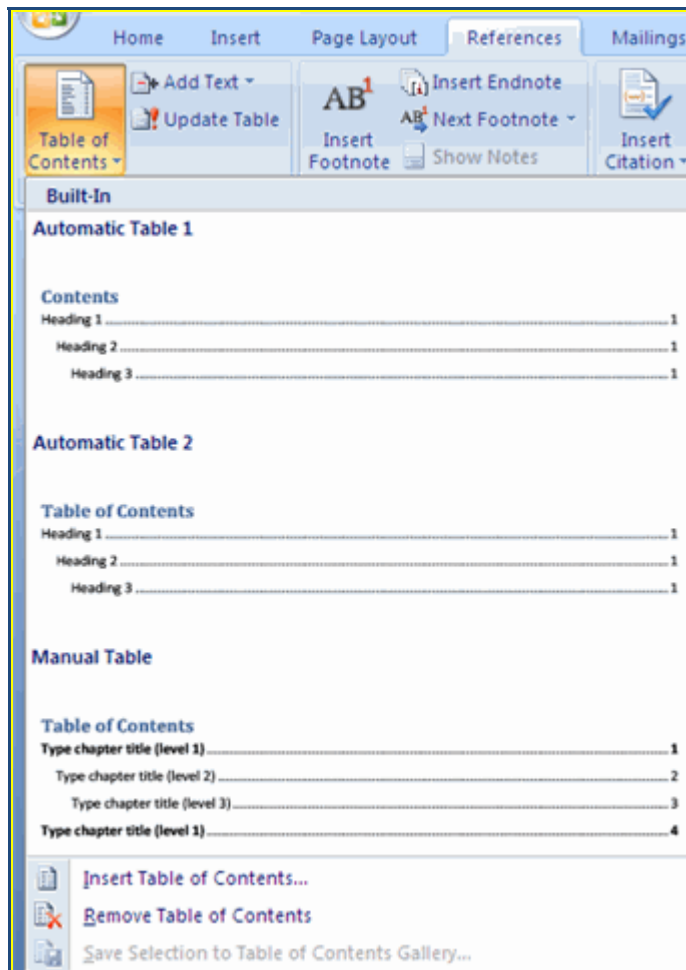 Home Insert Page Layout References Mailings
Table of Contents
Add Text
Update Table
AB1
Insert Footnote
Insert Endnote
AB1 Next Footnote
Show Notes
Insert Citation
Built-In
Automatic Table 1
Contents
Heading 1 1
Heading 2 1
Heading 3 1
Automatic Table 2
Table of Contents
Heading 1 1
Heading 2 1
Heading 3 1
Manual Table
Table of Contents
Type chapter title (level 1) 1
Type chapter title (level 2) 2
Type chapter title (level 3) 3
Type chapter title (level 1) 4
Insert Table of Contents...
Remove Table of Contents
Save Selection to Table of Contents Gallery...